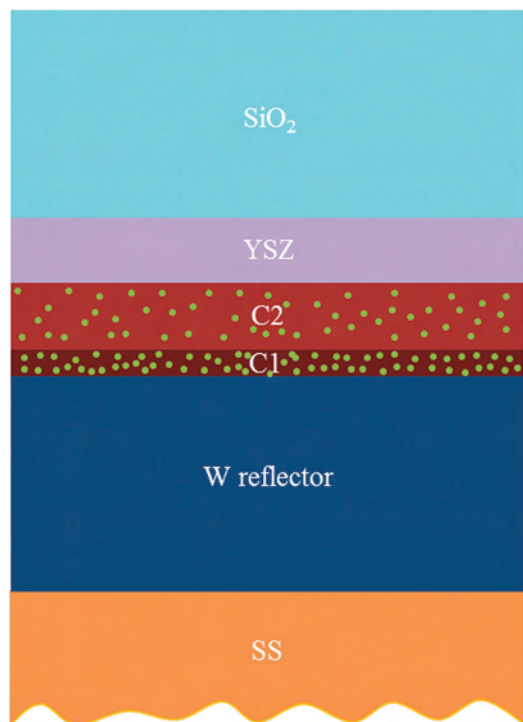 SiO₂
YSZ
C2
C1
W reflector
SS